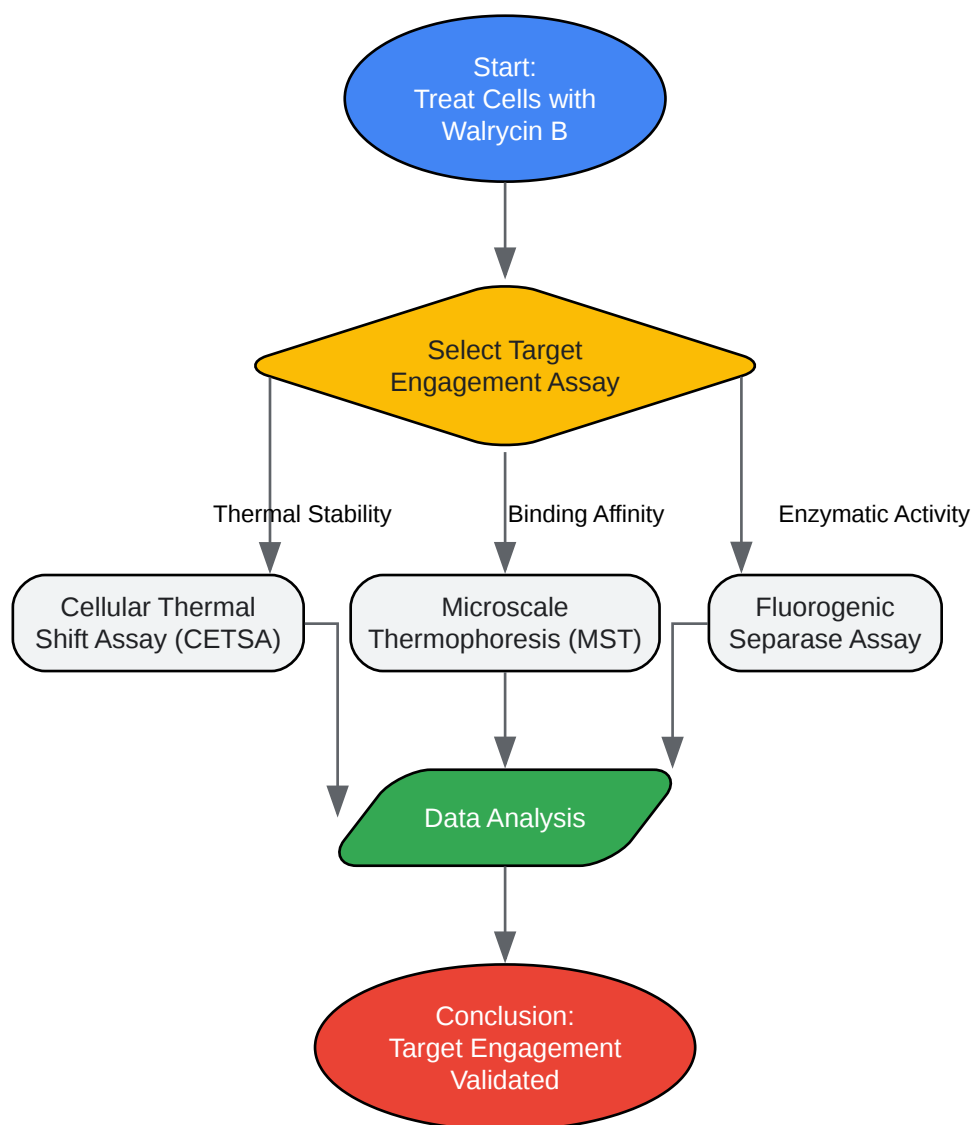 Start:
Treat Cells with
Walrycin B
Select Target
Engagement Assay
Thermal Stability
Binding Affinity
Enzymatic Activity
Cellular Thermal
Shift Assay (CETSA)
Microscale
Thermophoresis (MST)
Fluorogenic
Separase Assay
Data Analysis
Conclusion:
Target Engagement
Validated